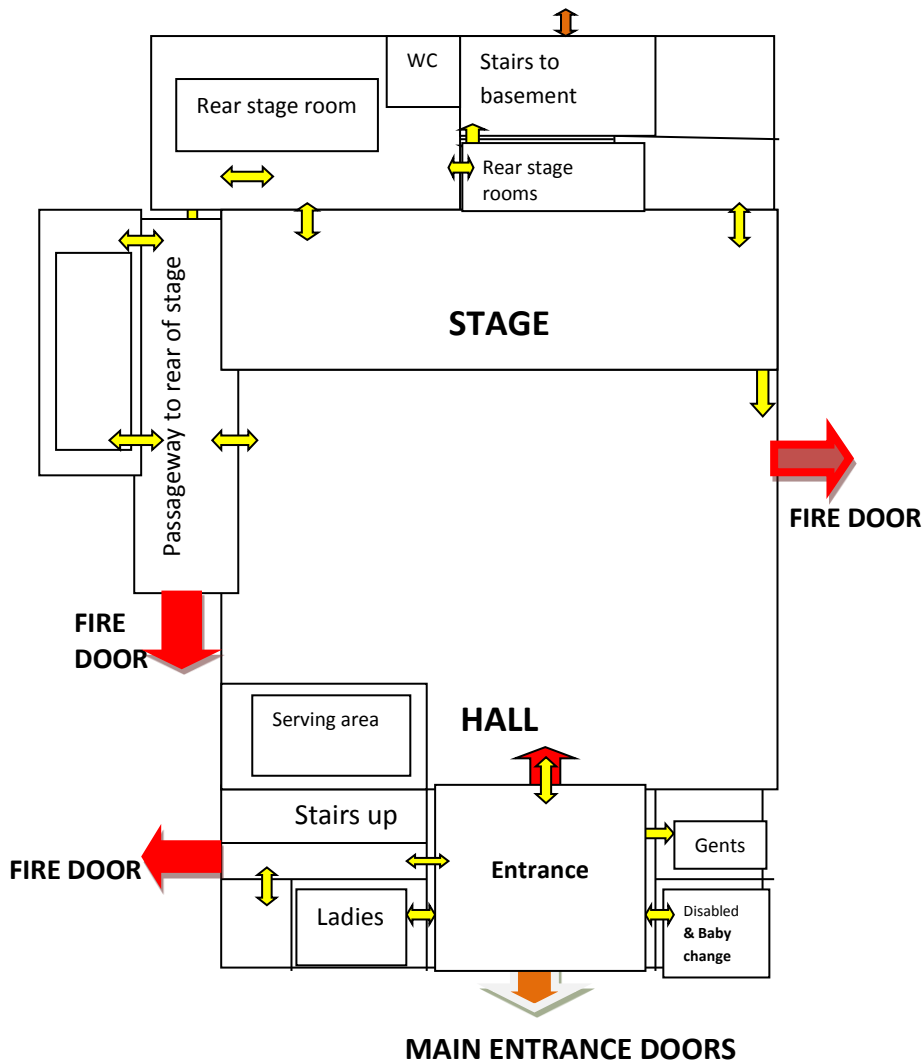 WC
Stairs to
basement
Rear stage room
Rear stage
rooms
Passageway to rear of stage
STAGE
FIRE DOOR
FIRE
DOOR
Serving area
HALL
Stairs up
Gents
FIRE DOOR
Entrance
Ladies
Disabled
& Baby
change
MAIN ENTRANCE DOORS